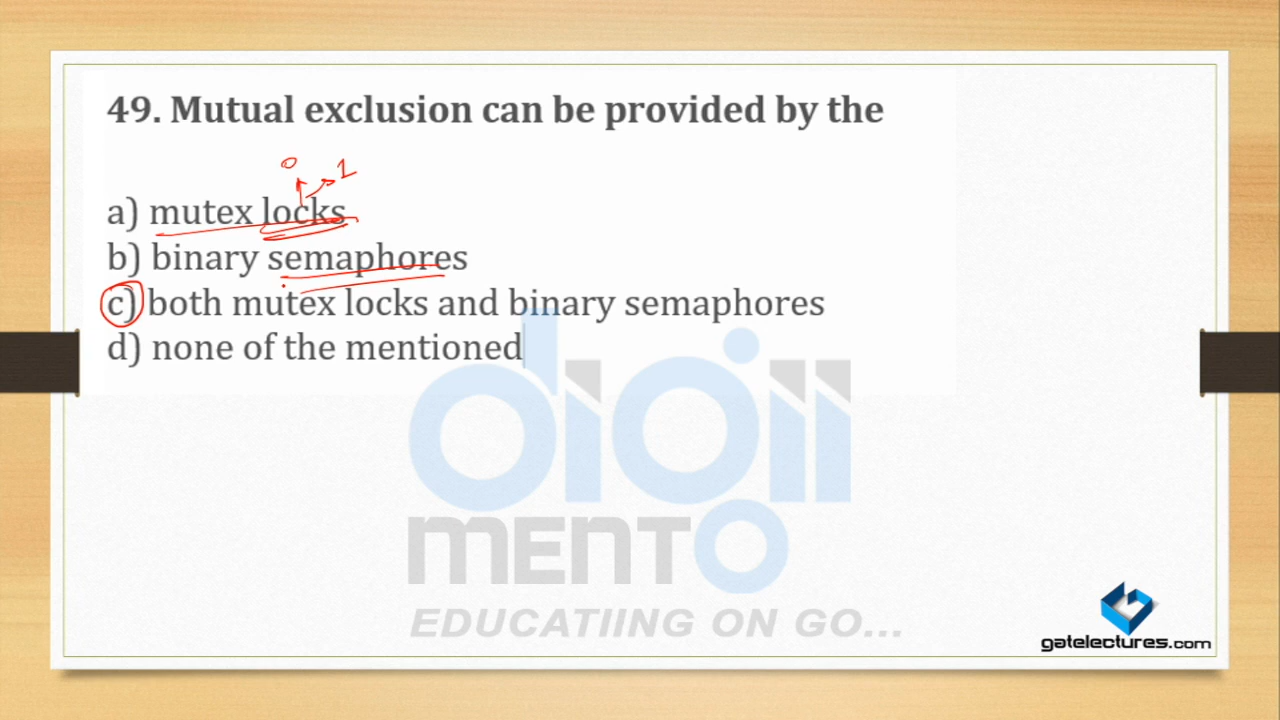 49. Mutual exclusion can be provided by the
0 1
a) mutex locks
b) binary semaphores
c) both mutex locks and binary semaphores
d) none of the mentioned
digii
MENTO
EDUCATIING ON GO...
gatelectures.com